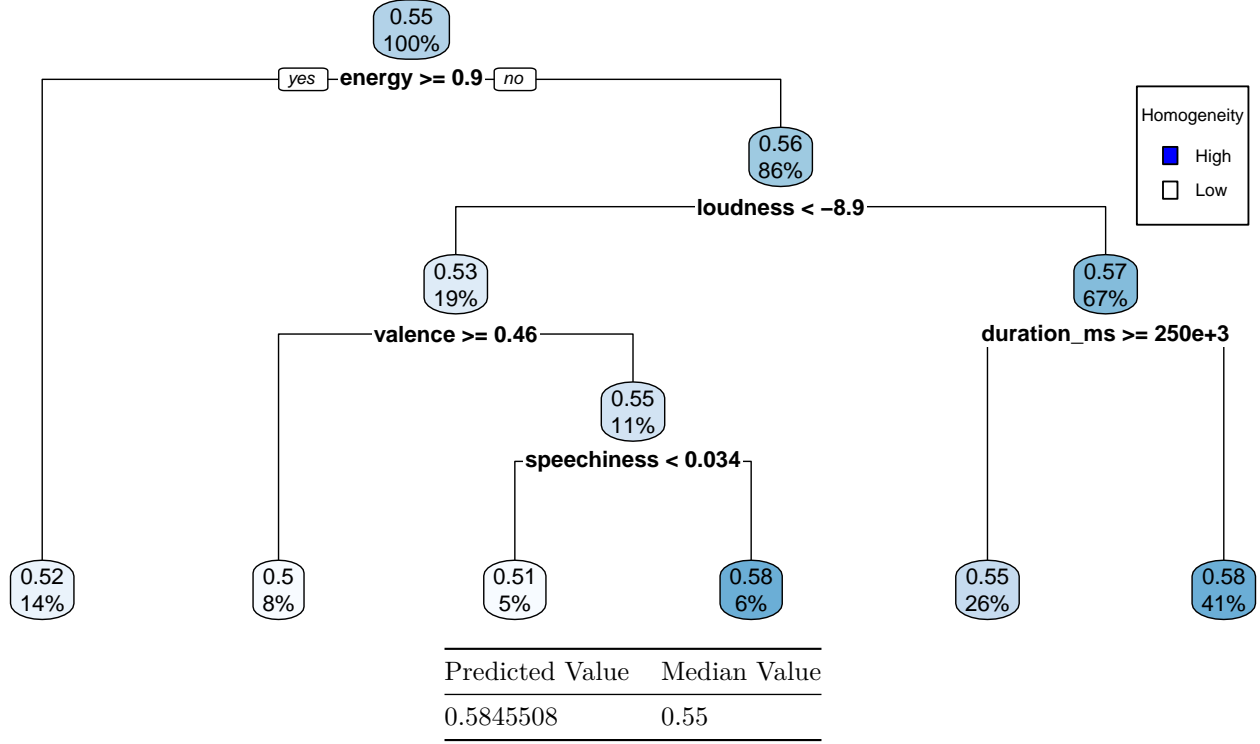 0.55
100%
yes energy >= 0.9 no
0.56
86%
Homogeneity
High
Low
loudness < −8.9
0.53
19%
0.57
67%
valence >= 0.46
duration_ms >= 250e+3
0.55
11%
speechiness < 0.034
0.52
14%
0.5
8%
0.51
5%
0.58
6%
0.55
26%
0.58
41%
Predicted Value Median Value
0.5845508 0.55